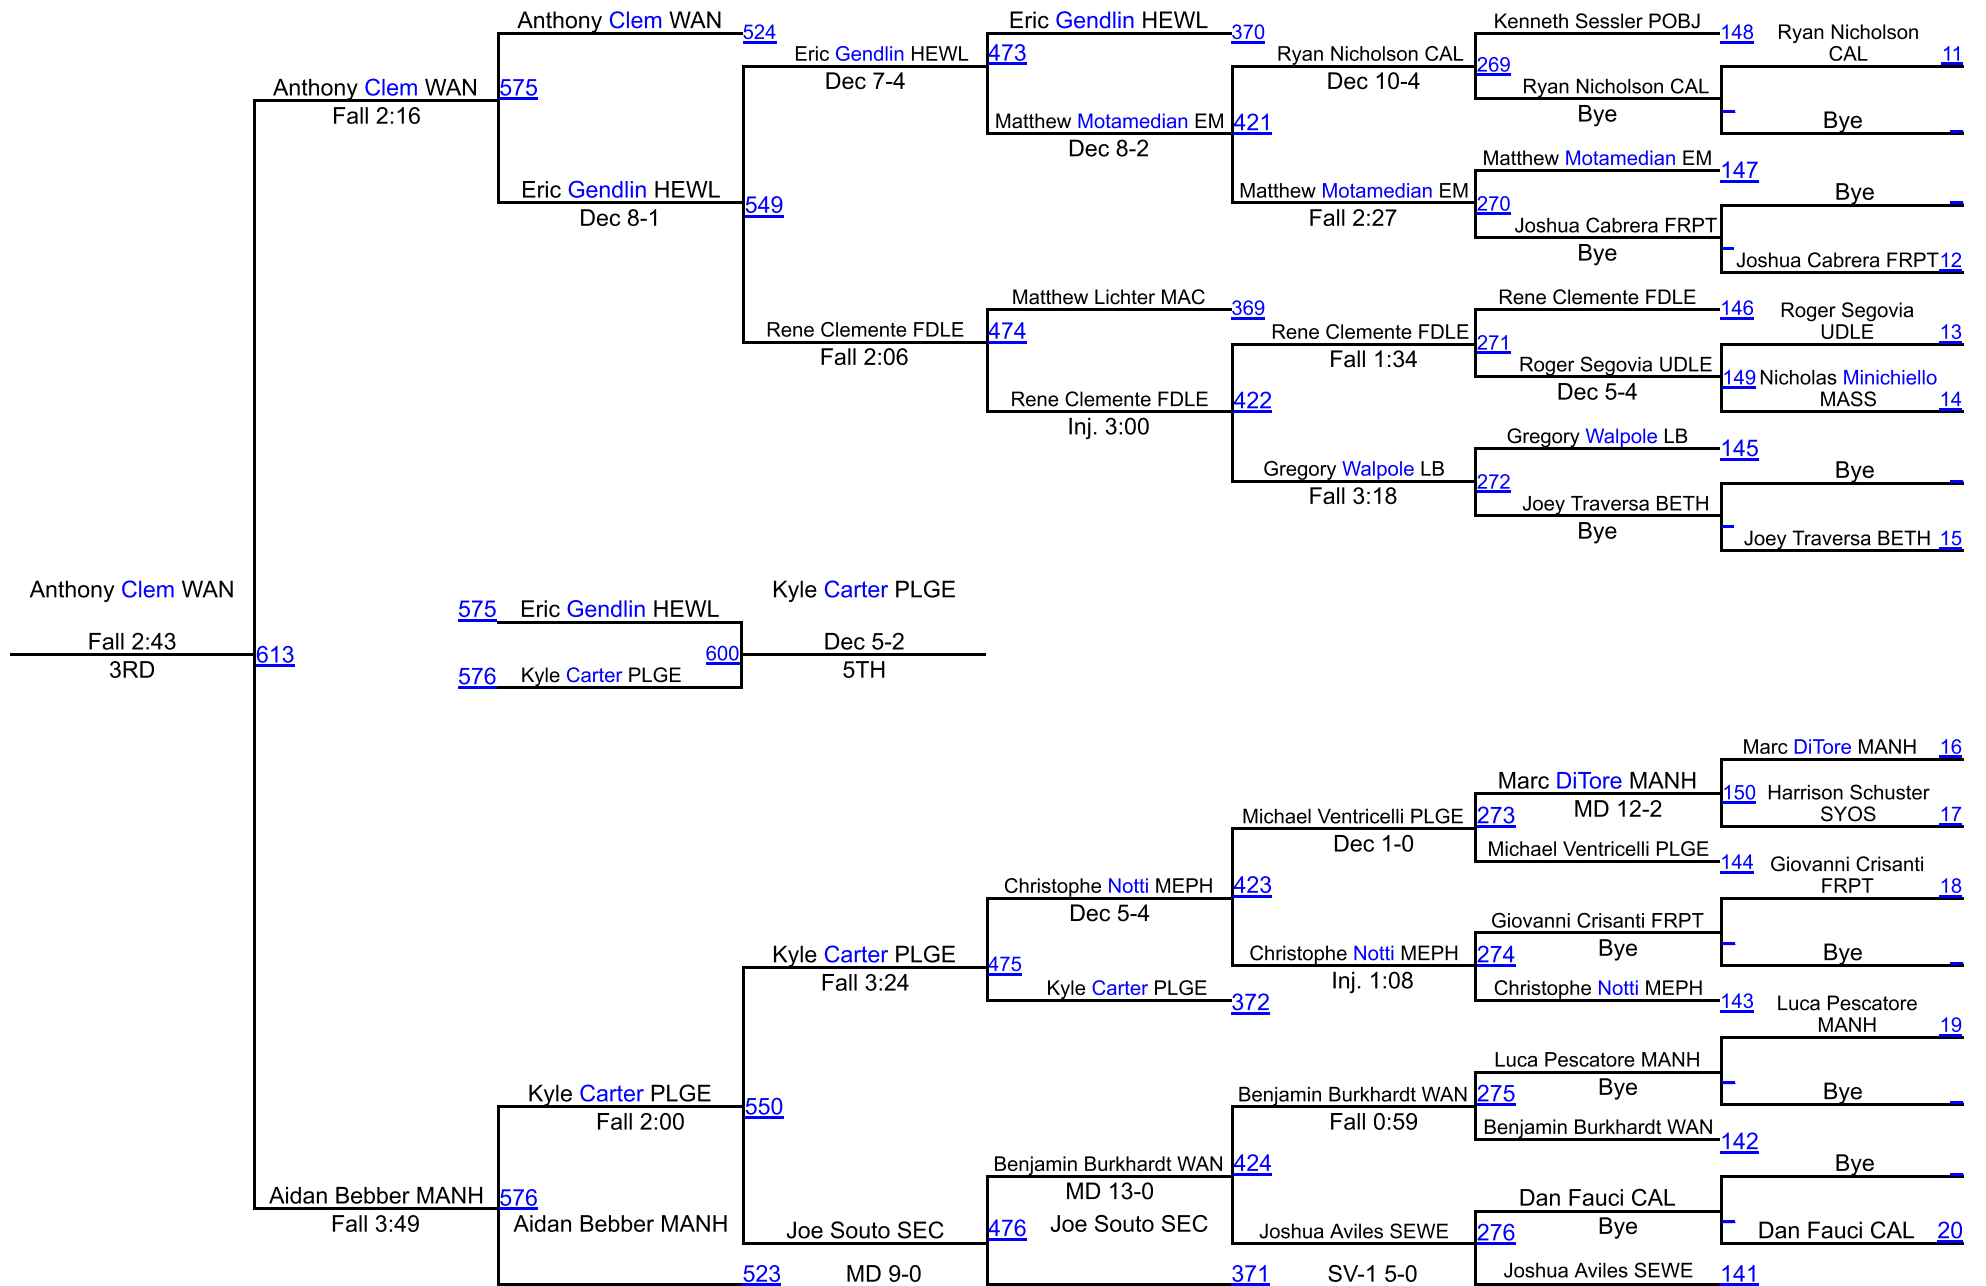 Anthony Clem WAN
524
Eric Gendlin HEWL
370
Kenneth Sessler POBJ
148
Ryan Nicholson
CAL
11
Eric Gendlin HEWL
473
Dec 7-4
Ryan Nicholson CAL
Dec 10-4
269
Ryan Nicholson CAL
Bye
Bye
Anthony Clem WAN
575
Fall 2:16
Matthew Motamedian EM
421
Dec 8-2
Matthew Motamedian EM
147
Eric Gendlin HEWL
549
Dec 8-1
Matthew Motamedian EM
270
Fall 2:27
Bye
Joshua Cabrera FRPT
Bye
Joshua Cabrera FRPT
12
Matthew Lichter MAC
369
Rene Clemente FDLE
146
Roger Segovia
UDLE
13
Rene Clemente FDLE
474
Fall 2:06
Rene Clemente FDLE
271
Fall 1:34
Roger Segovia UDLE
149
Dec 5-4
Nicholas Minichiello
MASS
14
Rene Clemente FDLE
422
Inj. 3:00
Gregory Walpole LB
145
Gregory Walpole LB
272
Fall 3:18
Bye
Joey Traversa BETH
Bye
Joey Traversa BETH
15
Anthony Clem WAN
Fall 2:43
3RD
613
575
Eric Gendlin HEWL
600
576
Kyle Carter PLGE
Kyle Carter PLGE
Dec 5-2
5TH
Marc DiTore MANH
16
Marc DiTore MANH
150
MD 12-2
Harrison Schuster
SYOS
17
Michael Ventricelli PLGE
273
Dec 1-0
Michael Ventricelli PLGE
144
Giovanni Crisanti
FRPT
18
Christophe Notti MEPH
423
Dec 5-4
Giovanni Crisanti FRPT
Bye
Bye
Kyle Carter PLGE
475
Fall 3:24
Christophe Notti MEPH
274
Inj. 1:08
Kyle Carter PLGE
372
Christophe Notti MEPH
143
Luca Pescatore
MANH
19
Luca Pescatore MANH
Bye
Bye
Kyle Carter PLGE
550
Fall 2:00
Benjamin Burkhardt WAN
275
Fall 0:59
Benjamin Burkhardt WAN
142
Benjamin Burkhardt WAN
424
MD 13-0
Bye
Aidan Bebber MANH
576
Fall 3:49
Aidan Bebber MANH
523
Joe Souto SEC
476
MD 9-0
Joe Souto SEC
371
Joshua Aviles SEWE
276
SV-1 5-0
Dan Fauci CAL
Bye
Dan Fauci CAL
20
Joshua Aviles SEWE
141